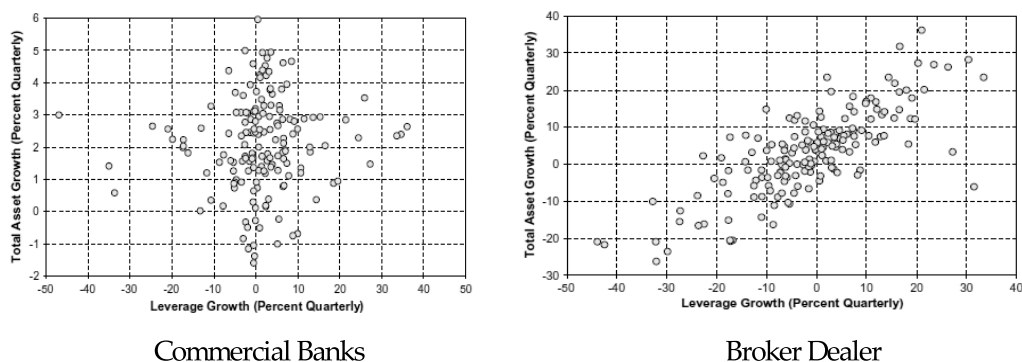 Total Asset Growth (Percent Quarterly)
6
5
4
3
2
1
0
-1
-2
-50 -40 -30 -20 -10 0 10 20 30 40 50
Leverage Growth (Percent Quarterly)
Commercial Banks
Total Asset Growth (Percent Quarterly)
40
30
20
10
0
-10
-20
-30
-50 -40 -30 -20 -10 0 10 20 30 40
Leverage Growth (Percent Quarterly)
Broker Dealer